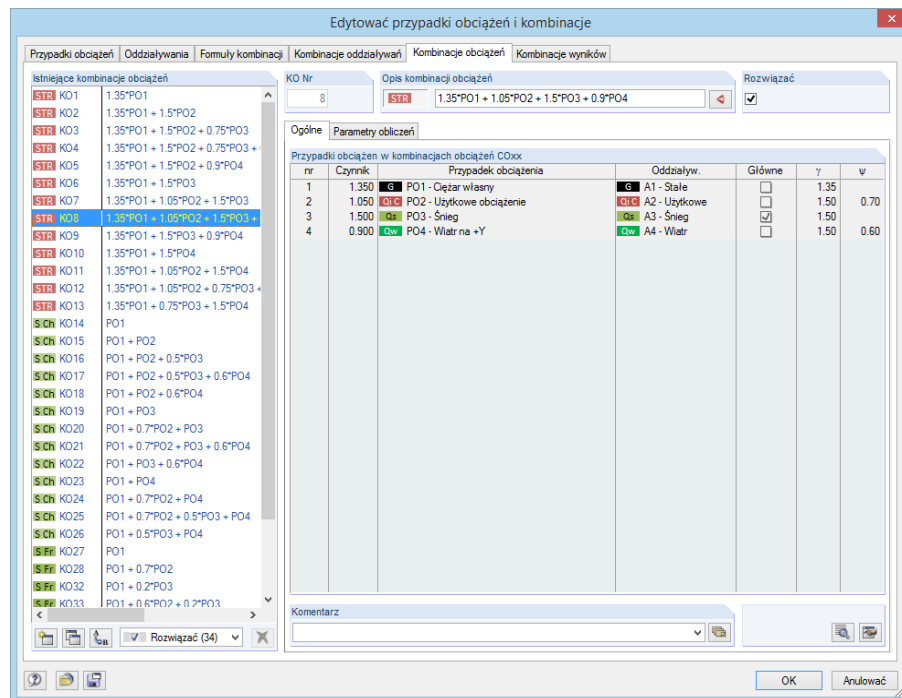 Edytować przypadki obciążeń i kombinacje
Przypadki obciążeń Oddziaływania Formuły kombinacji Kombinacje oddziaływań Kombinacje obciążeń Kombinacje wyników
Istniejące kombinacje obciążeń
STR KO1 1.35*PO1
STR KO2 1.35*PO1 + 1.5*PO2
STR KO3 1.35*PO1 + 1.5*PO2 + 0.75*PO3
STR KO4 1.35*PO1 + 1.5*PO2 + 0.75*PO3 +
STR KO5 1.35*PO1 + 1.5*PO2 + 0.9*PO4
STR KO6 1.35*PO1 + 1.5*PO3
STR KO7 1.35*PO1 + 1.05*PO2 + 1.5*PO3
STR KO8 1.35*PO1 + 1.05*PO2 + 1.5*PO3 +
STR KO9 1.35*PO1 + 1.5*PO3 + 0.9*PO4
STR KO10 1.35*PO1 + 1.5*PO4
STR KO11 1.35*PO1 + 1.05*PO2 + 1.5*PO4
STR KO12 1.35*PO1 + 1.05*PO2 + 0.75*PO3 +
STR KO13 1.35*PO1 + 0.75*PO3 + 1.5*PO4
S Ch KO14 PO1
S Ch KO15 PO1 + PO2
S Ch KO16 PO1 + PO2 + 0.5*PO3
S Ch KO17 PO1 + PO2 + 0.5*PO3 + 0.6*PO4
S Ch KO18 PO1 + PO2 + 0.6*PO4
S Ch KO19 PO1 + PO3
S Ch KO20 PO1 + 0.7*PO2 + PO3
S Ch KO21 PO1 + 0.7*PO2 + PO3 + 0.6*PO4
S Ch KO22 PO1 + PO3 + 0.6*PO4
S Ch KO23 PO1 + PO4
S Ch KO24 PO1 + 0.7*PO2 + PO4
S Ch KO25 PO1 + 0.7*PO2 + 0.5*PO3 + PO4
S Ch KO26 PO1 + 0.5*PO3 + PO4
S Fr KO27 PO1
S Fr KO28 PO1 + 0.7*PO2
S Fr KO32 PO1 + 0.2*PO3
S Fr KO33 PO1 + 0.6*PO2 + 0.2*PO3
Rozwiązać (34)
KO Nr
8
Opis kombinacji obciążeń
STR 1.35*PO1 + 1.05*PO2 + 1.5*PO3 + 0.9*PO4
Rozwiązać
Ogólne Parametry obliczeń
Przypadki obciążen w kombinacjach obciążeń COxx
nr Czynnik Przypadek obciążenia Oddziaływ. Główne γ ψ
1 1.350 G PO1 - Ciężar własny G A1 - Stałe 1.35
2 1.050 Qi C PO2 - Użytkowe obciążenie Qi C A2 - Użytkowe 1.50 0.70
3 1.500 Qs PO3 - Śnieg Qs A3 - Śnieg 1.50
4 0.900 Qw PO4 - Wiatr na +Y Qw A4 - Wiatr 1.50 0.60
Komentarz
OK Anulować